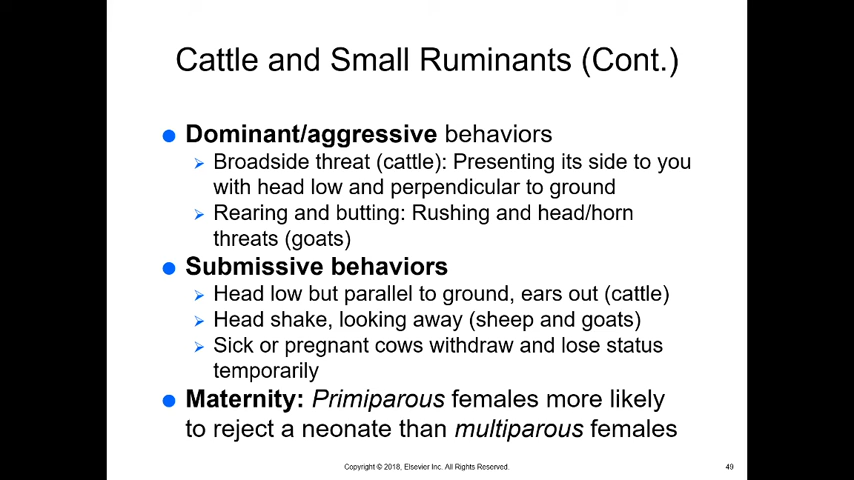 Cattle and Small Ruminants (Cont.)
Dominant/aggressive behaviors
Broadside threat (cattle): Presenting its side to you
with head low and perpendicular to ground
Rearing and butting: Rushing and head/horn
threats (goats)
Submissive behaviors
Head low but parallel to ground, ears out (cattle)
Head shake, looking away (sheep and goats)
Sick or pregnant cows withdraw and lose status
temporarily
Maternity: Primiparous females more likely
to reject a neonate than multiparous females
Copyright © 2018, Elsevier Inc. All Rights Reserved.
49